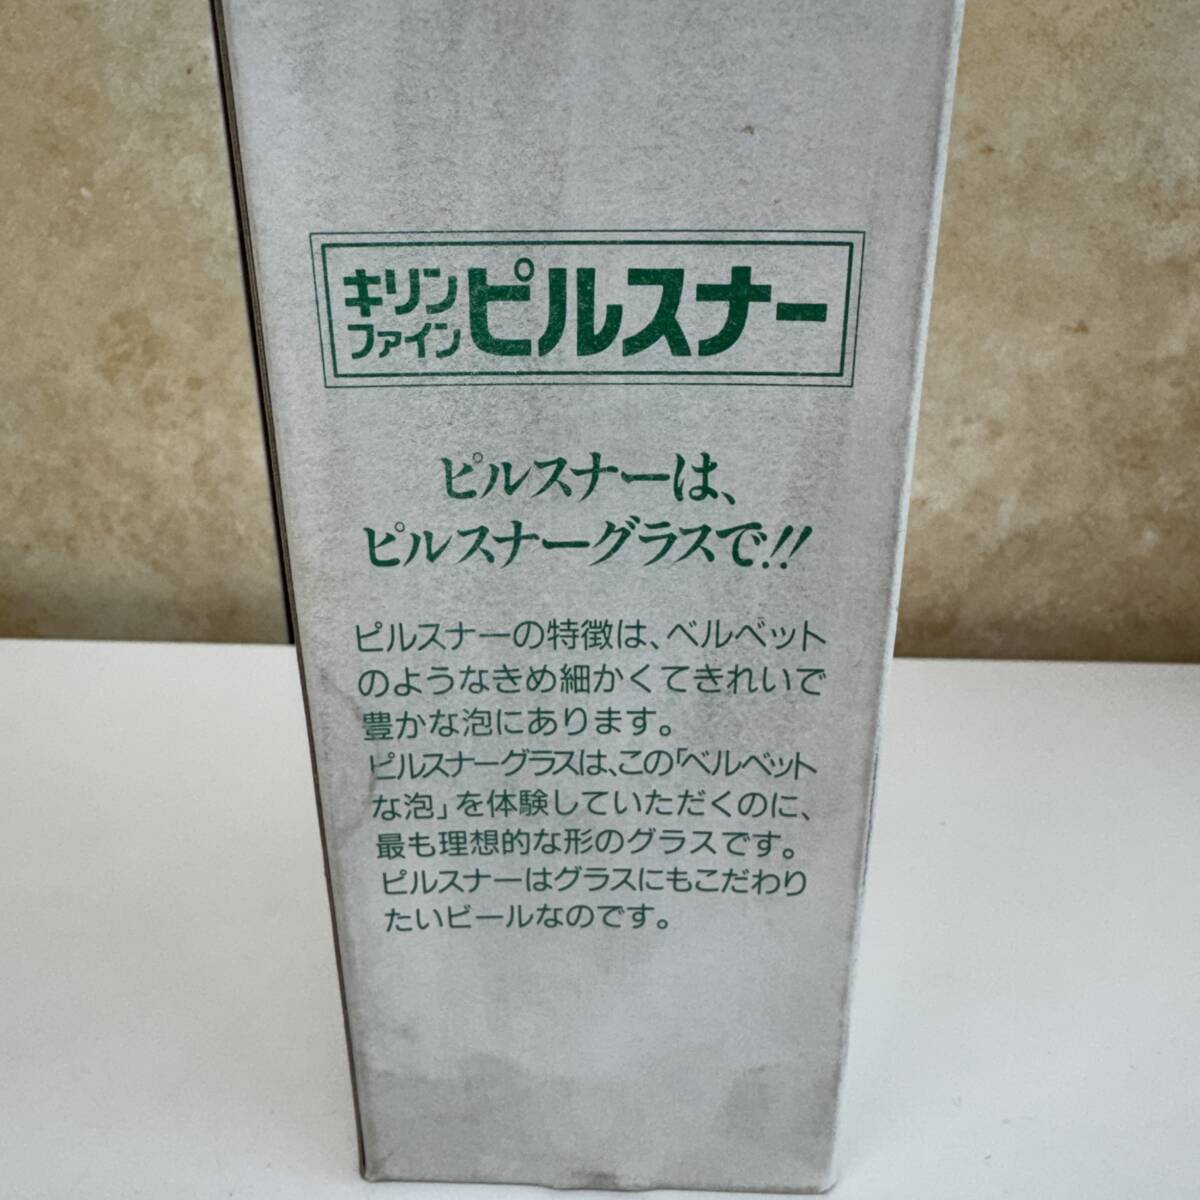 キリン
ファイン
ピルスナー
ピルスナーは、
ピルスナーグラスで!!
ピルスナーの特徴は、ベルベット
のようなきめ細かくてきれいで
豊かな泡にあります。
ピルスナーグラスは、この「ベルベット
な泡」を体験していただくのに、
最も理想的な形のグラスです。
ピルスナーはグラスにもこだわり
たいビールなのです。